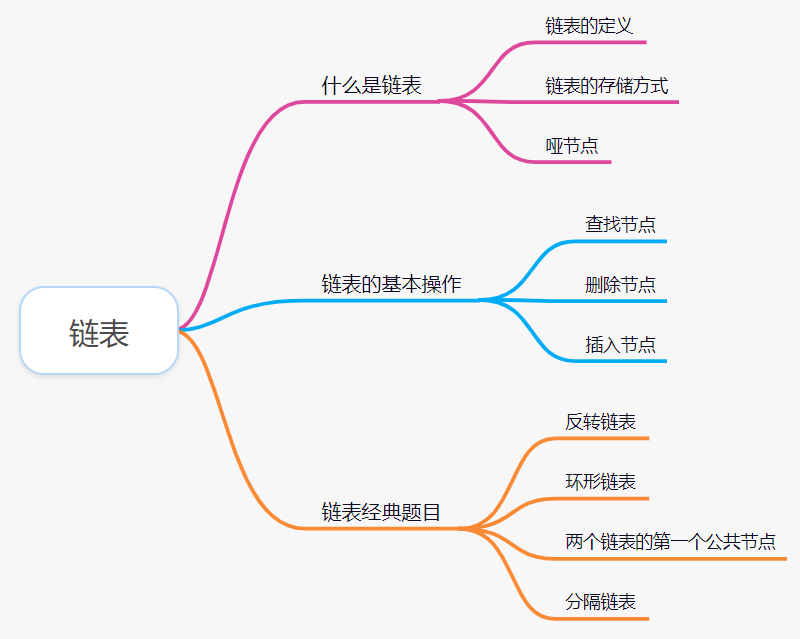 链表
什么是链表
链表的定义
链表的存储方式
哑节点
链表的基本操作
查找节点
删除节点
插入节点
链表经典题目
反转链表
环形链表
两个链表的第一个公共节点
分隔链表